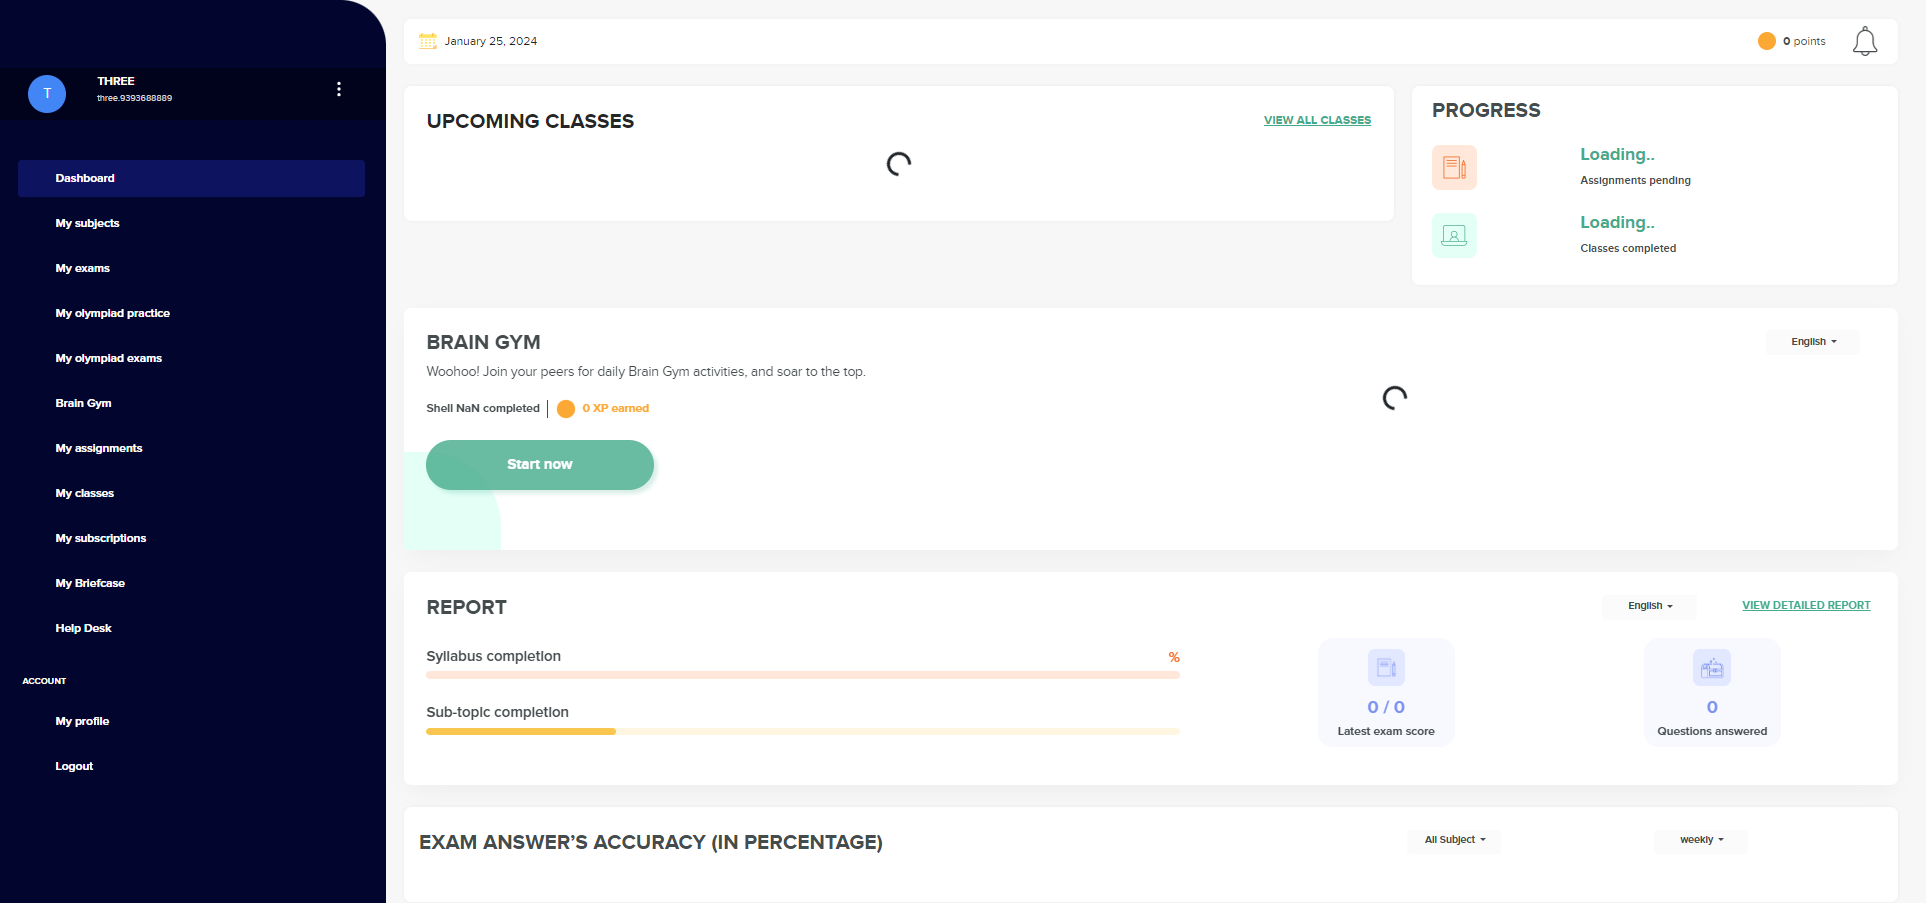 T
THREE
three.9393688889
Dashboard
My subjects
My exams
My olympiad practice
My olympiad exams
Brain Gym
My assignments
My classes
My subscriptions
My Briefcase
Help Desk
ACCOUNT
My profile
Logout
January 25, 2024
0 points
UPCOMING CLASSES
VIEW ALL CLASSES
PROGRESS
Loading..
Assignments pending
Loading..
Classes completed
BRAIN GYM
English
Woohoo! Join your peers for daily Brain Gym activities, and soar to the top.
Shell NaN completed
0 XP earned
Start now
REPORT
English
VIEW DETAILED REPORT
Syllabus completion
%
Sub-topic completion
0 / 0
Latest exam score
0
Questions answered
EXAM ANSWER’S ACCURACY (IN PERCENTAGE)
All Subject
weekly